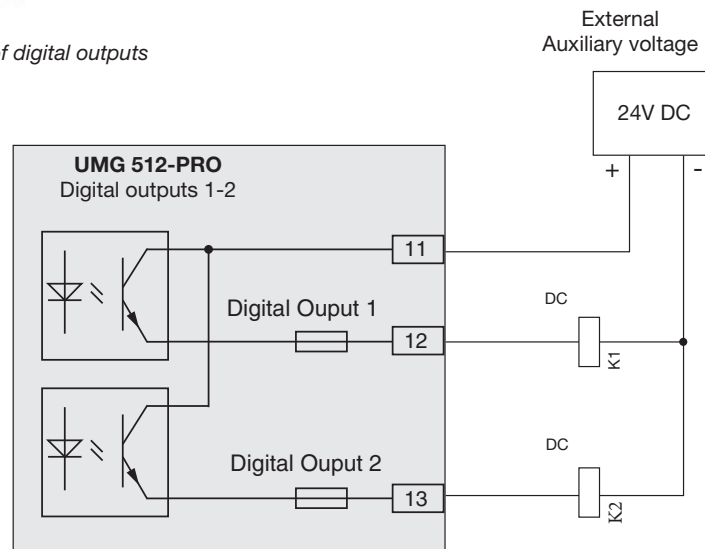 External
Auxiliary voltage
of digital outputs
24V DC
+ -
UMG 512-PRO
Digital outputs 1-2
11
DC
Digital Ouput 1
12
K1
DC
Digital Ouput 2
13
K2